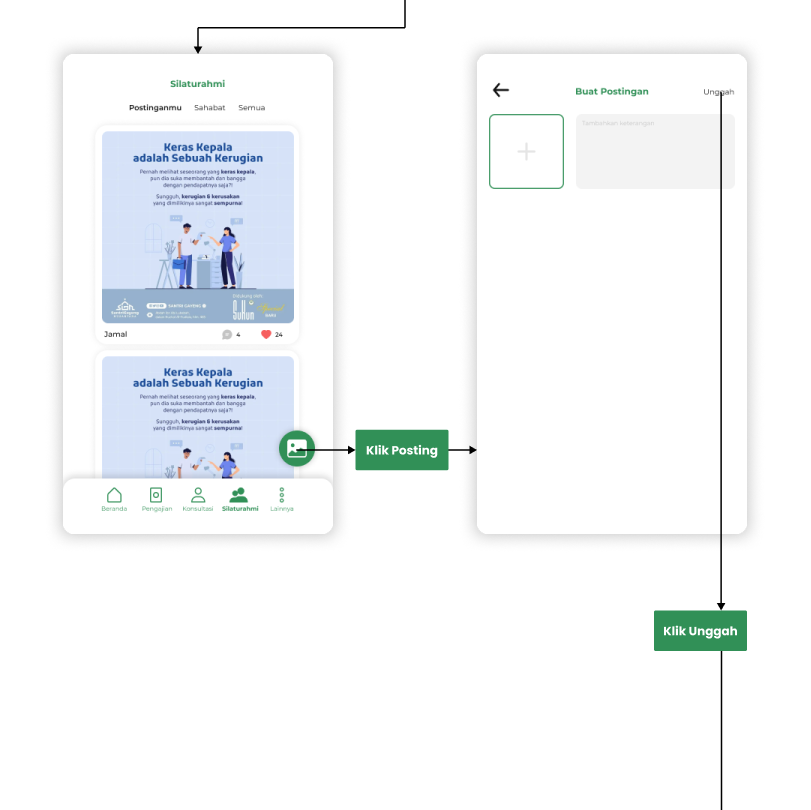 Silaturahmi
Postinganmu Sahabat Semua
Keras Kepala
adalah Sebuah Kerugian
Pernah melihat seseorang yang keras kepala,
pun dia suka membantah dan bangga
dengan pendapatnya saja?!
Sungguh, kerugian & kerusakan
yang dimilikinya sangat sempurna!
Didukung oleh:
SuKun
Jamal 4 24
Keras Kepala
adalah Sebuah Kerugian
Pernah melihat seseorang yang keras kepala,
pun dia suka membantah dan bangga
dengan pendapatnya saja?!
Sungguh, kerugian & kerusakan
yang dimilikinya sangat sempurna!
Beranda Pengajian Konsultasi Silaturahmi Lainnya
Klik Posting
Buat Postingan Unggah
Tambahkan keterangan
Klik Unggah